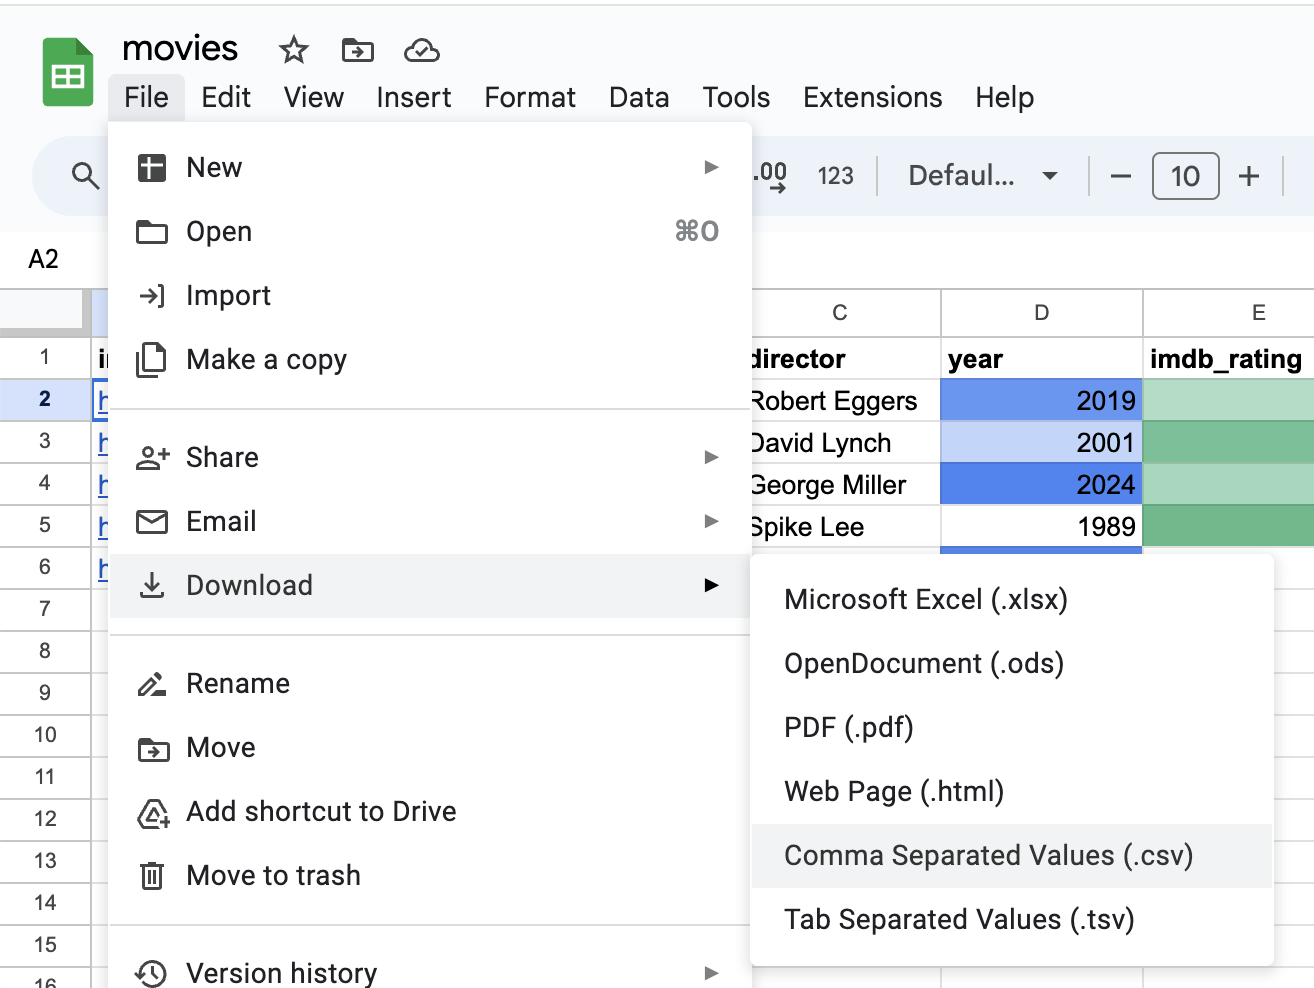 movies
File Edit View Insert Format Data Tools Extensions Help
New
Open ⌘O
Import
Make a copy
Share
Email
Download
Rename
Move
Add shortcut to Drive
Move to trash
Version history
.00 123 Defaul... 10
A2
C D E
1 director year imdb_rating
2 Robert Eggers 2019
3 David Lynch 2001
4 George Miller 2024
5 Spike Lee 1989
6
7
8
9
10
11
12
13
14
15
16
Microsoft Excel (.xlsx)
OpenDocument (.ods)
PDF (.pdf)
Web Page (.html)
Comma Separated Values (.csv)
Tab Separated Values (.tsv)